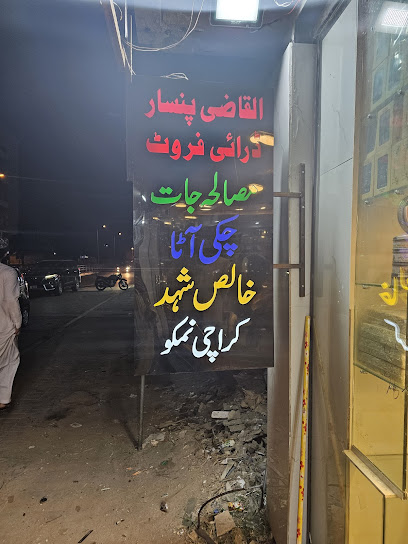 القاضی پنسار
ڈرائی فروٹ
مصالحہ جات
چکی آٹا
خالص شہد
کراچی نمکو